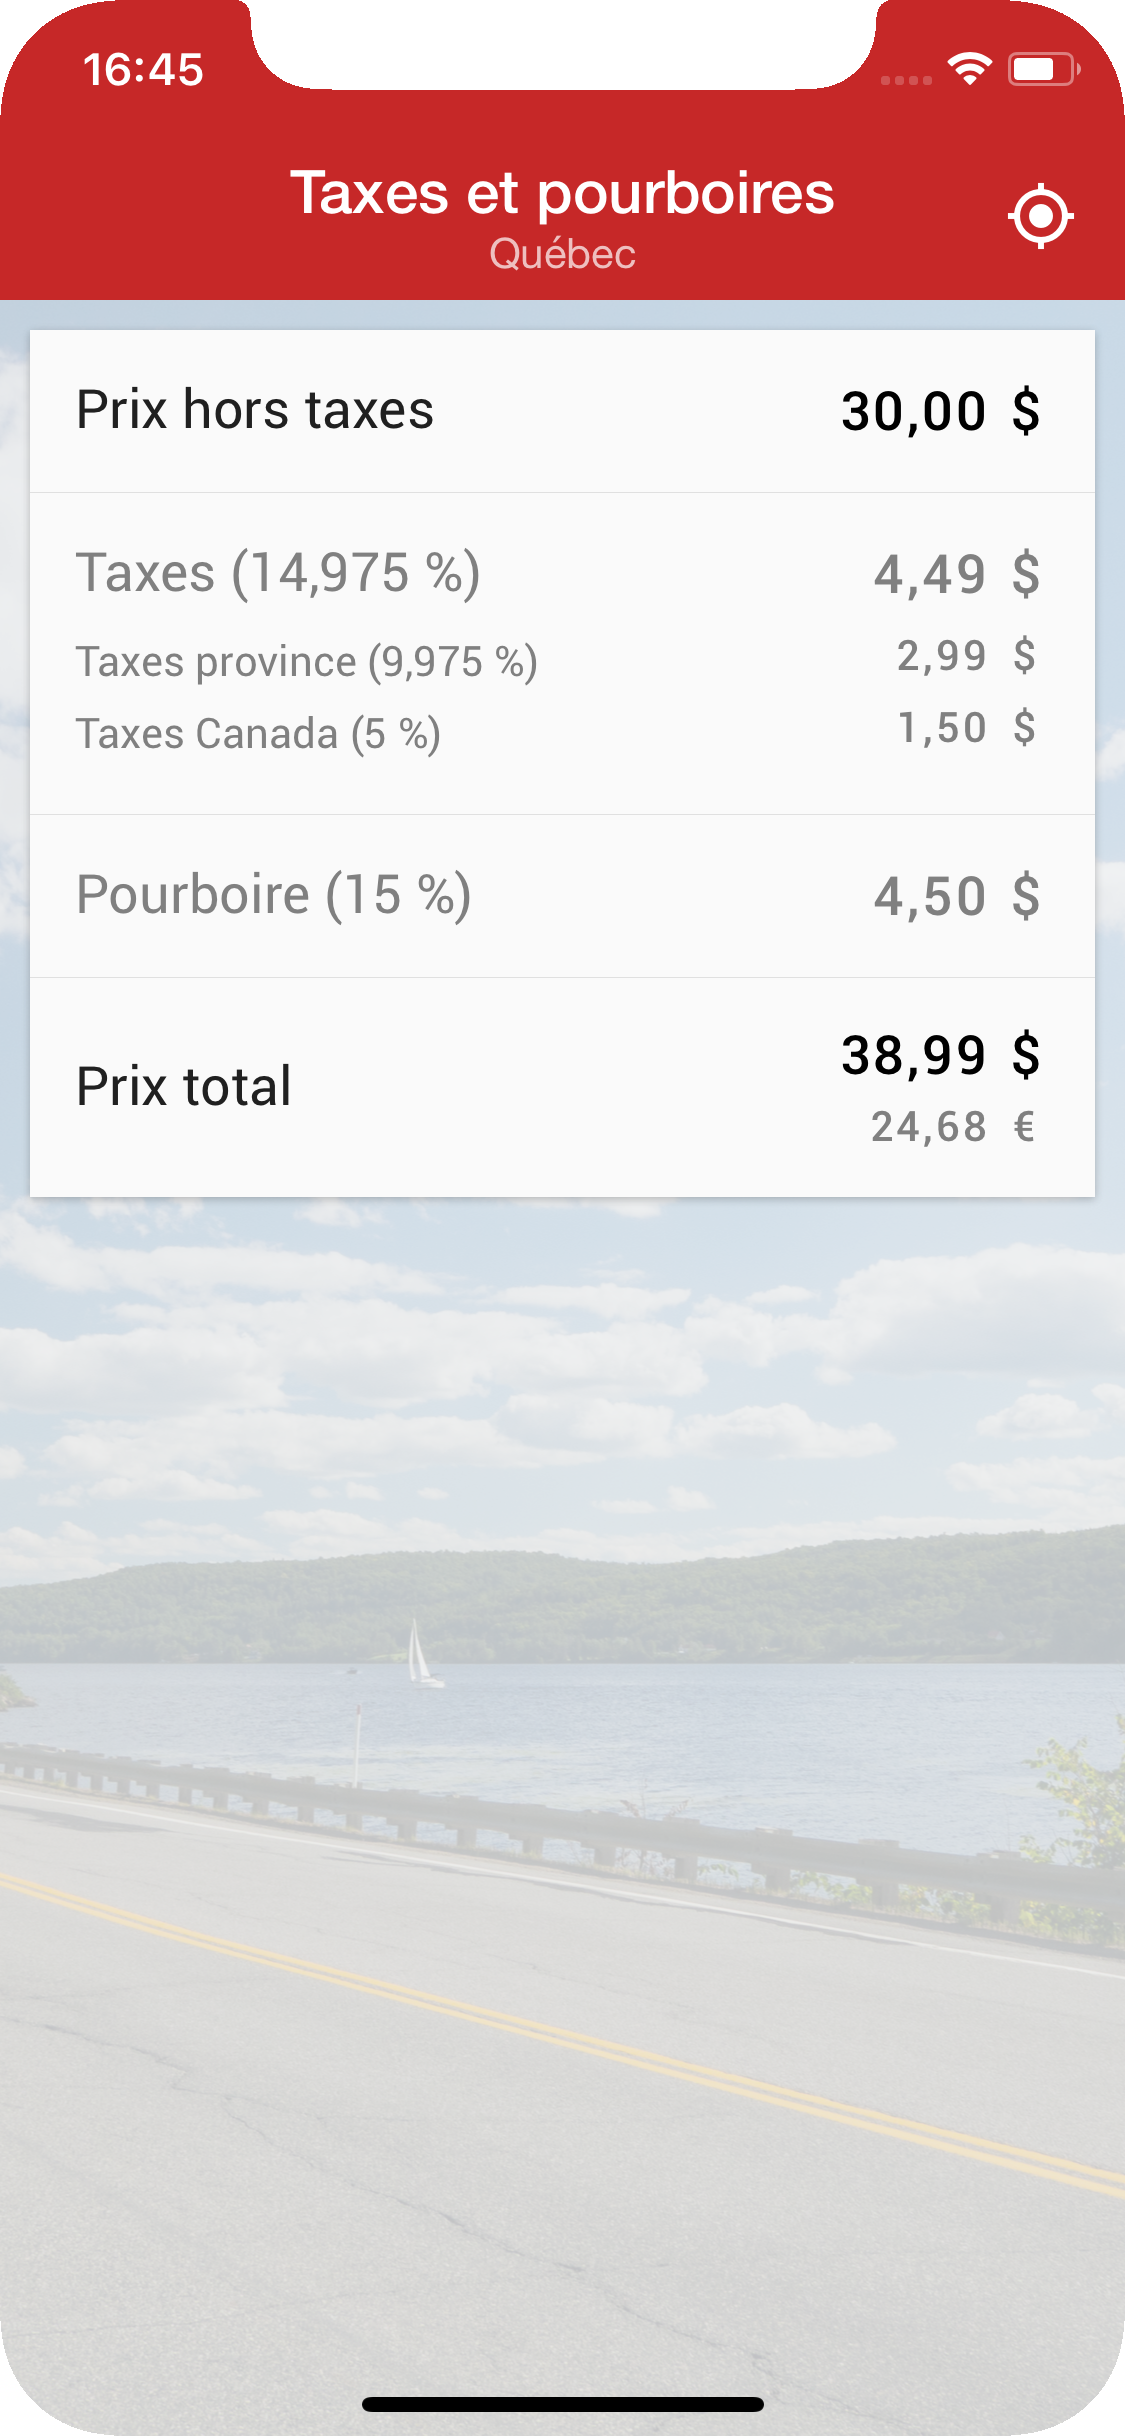 16:45
Taxes et pourboires
Québec
Prix hors taxes 30,00 $
Taxes (14,975 %) 4,49 $
Taxes province (9,975 %) 2,99 $
Taxes Canada (5 %) 1,50 $
Pourboire (15 %) 4,50 $
Prix total 38,99 $
24,68 €